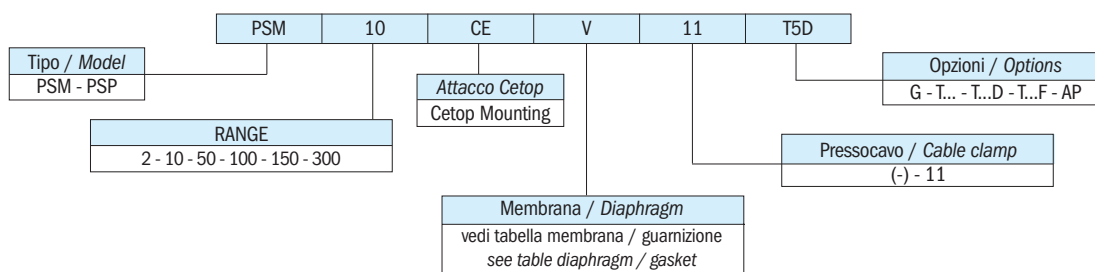 PSM 10 CE V 11 T5D
Tipo / Model
PSM - PSP
RANGE
2 - 10 - 50 - 100 - 150 - 300
Attacco Cetop
Cetop Mounting
Membrana / Diaphragm
vedi tabella membrana / guarnizione
see table diaphragm / gasket
Opzioni / Options
G - T... - T...D - T...F - AP
Pressocavo / Cable clamp
(-) - 11